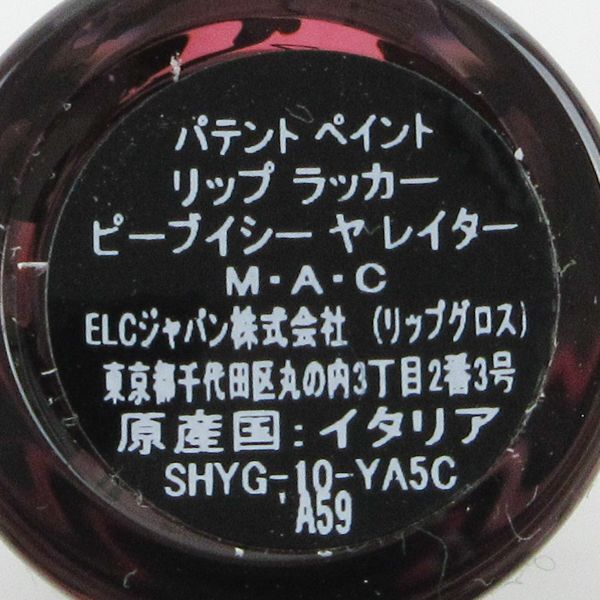 パテント ペイント
リップ ラッカー
ピーブイシー ヤ レイター
M・A・C
ELCジャパン株式会社 (リップグロス)
東京都千代田区丸の内3丁目2番3号
原産国:イタリア
SHYG-10-YA5C
A59